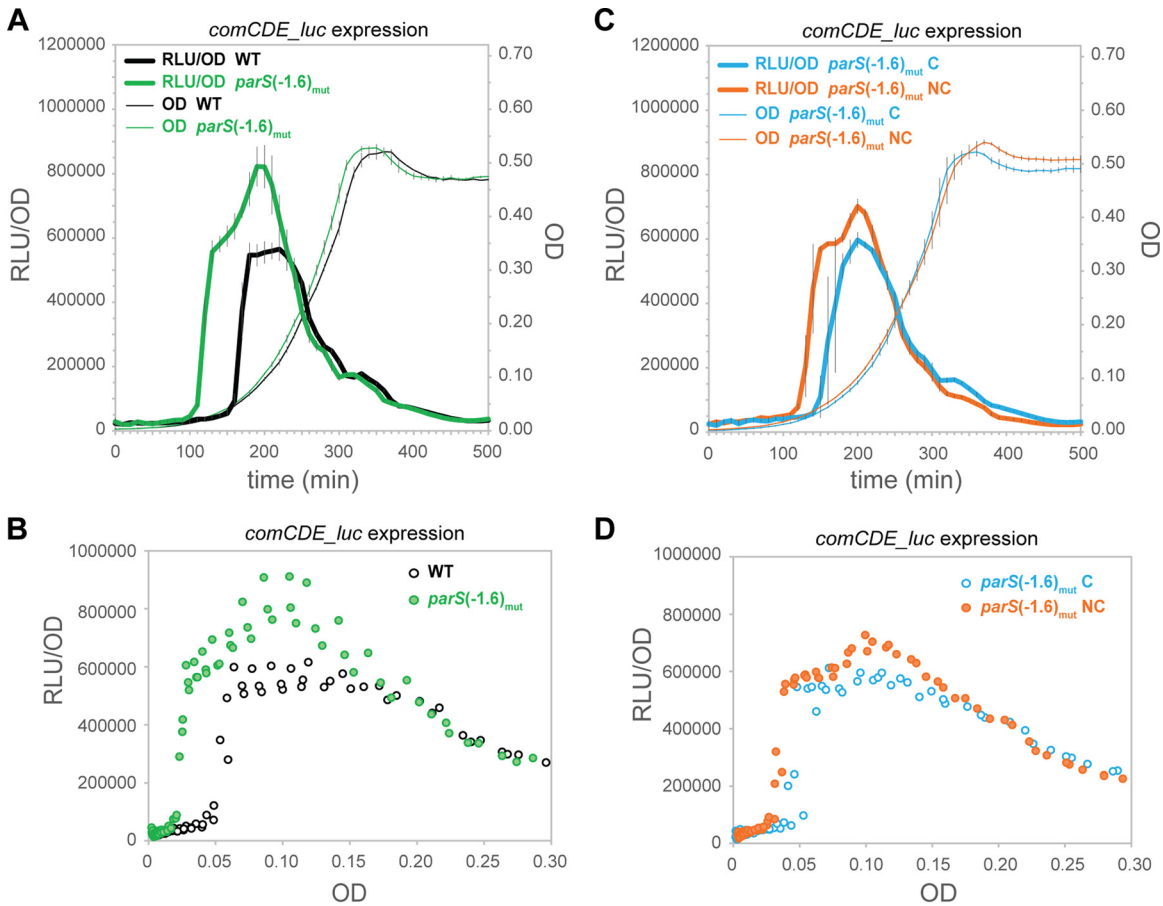 A
comCDE_luc expression
RLU/OD WT
RLU/OD parS(-1.6)mut
OD WT
OD parS(-1.6)mut
1200000
1000000
800000
600000
400000
200000
0
RLU/OD
0.70
0.60
0.50
0.40
0.30
0.20
0.10
0.00
OD
0 100 200 300 400 500
time (min)
C
comCDE_luc expression
RLU/OD parS(-1.6)mut C
RLU/OD parS(-1.6)mut NC
OD parS(-1.6)mut C
OD parS(-1.6)mut NC
1200000
1000000
800000
600000
400000
200000
0
RLU/OD
0.70
0.60
0.50
0.40
0.30
0.20
0.10
0.00
OD
0 100 200 300 400 500
time (min)
B
comCDE_luc expression
WT
parS(-1.6)mut
1000000
800000
600000
400000
200000
0
RLU/OD
0 0.05 0.10 0.15 0.20 0.25 0.30
OD
D
comCDE_luc expression
parS(-1.6)mut C
parS(-1.6)mut NC
1000000
800000
600000
400000
200000
0
RLU/OD
0 0.05 0.10 0.15 0.20 0.25 0.30
OD